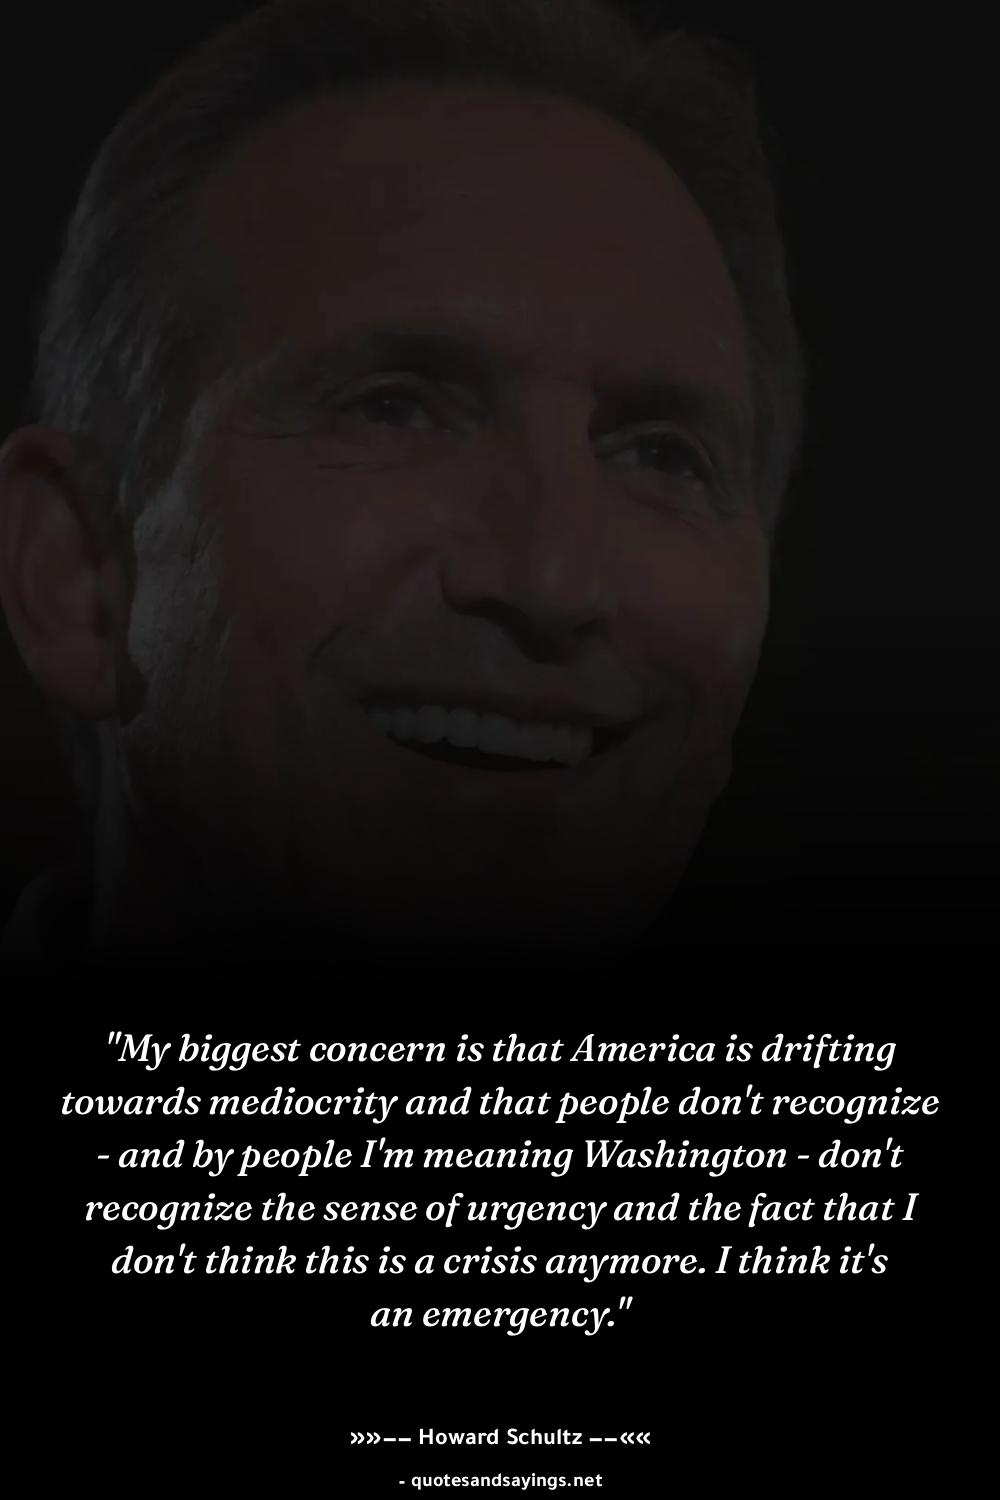 "My biggest concern is that America is drifting
towards mediocrity and that people don't recognize
- and by people I'm meaning Washington - don't
recognize the sense of urgency and the fact that I
don't think this is a crisis anymore. I think it's
an emergency."
»»−− Howard Schultz −−««
- quotesandsayings.net